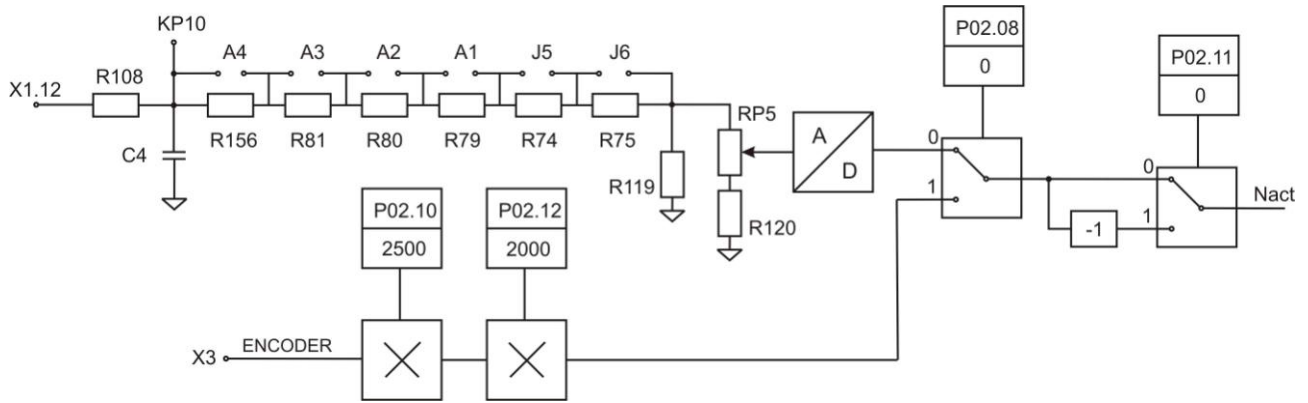 KP10
P02.08
0
A4 A3 A2 A1 J5 J6
P02.11
0
X1.12
R108
RP5
R156 R81 R80 R79 R74 R75
A
D
0
1
0
1
C4
R119
R120
Nact
-1
P02.10
2500
P02.12
2000
X3
ENCODER